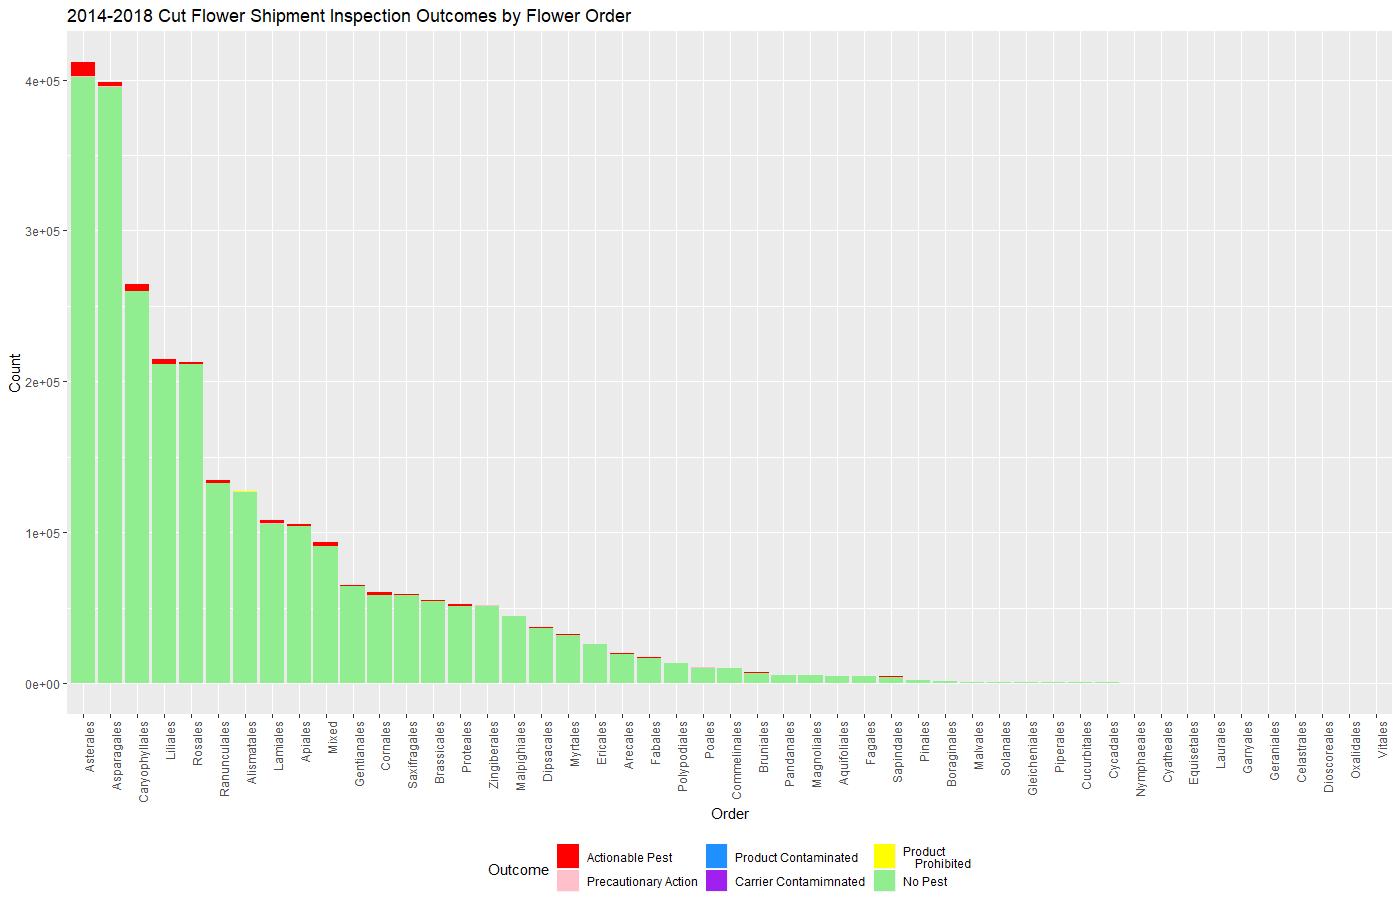 2014-2018 Cut Flower Shipment Inspection Outcomes by Flower Order
Count
4e+05
3e+05
2e+05
1e+05
0e+00
Asterales
Asparagales
Caryophyllales
Liliales
Rosales
Ranunculales
Alismatales
Lamiales
Apiales
Mixed
Gentianales
Cornales
Saxifragales
Brassicales
Proteales
Zingiberales
Malpighiales
Dipsacales
Myrtales
Ericales
Arecales
Fabales
Polypodiales
Poales
Commelinales
Bruniales
Pandanales
Magnoliales
Aquifoliales
Fagales
Sapindales
Pinales
Boraginales
Malvales
Solanales
Gleicheniales
Piperales
Cucurbitales
Cycadales
Nymphaeales
Cyatheales
Equisetales
Laurales
Garryales
Geraniales
Celastrales
Dioscoreales
Oxalidales
Vitales
Order
Outcome
Actionable Pest
Precautionary Action
Product Contaminated
Carrier Contamimnated
Product
Prohibited
No Pest